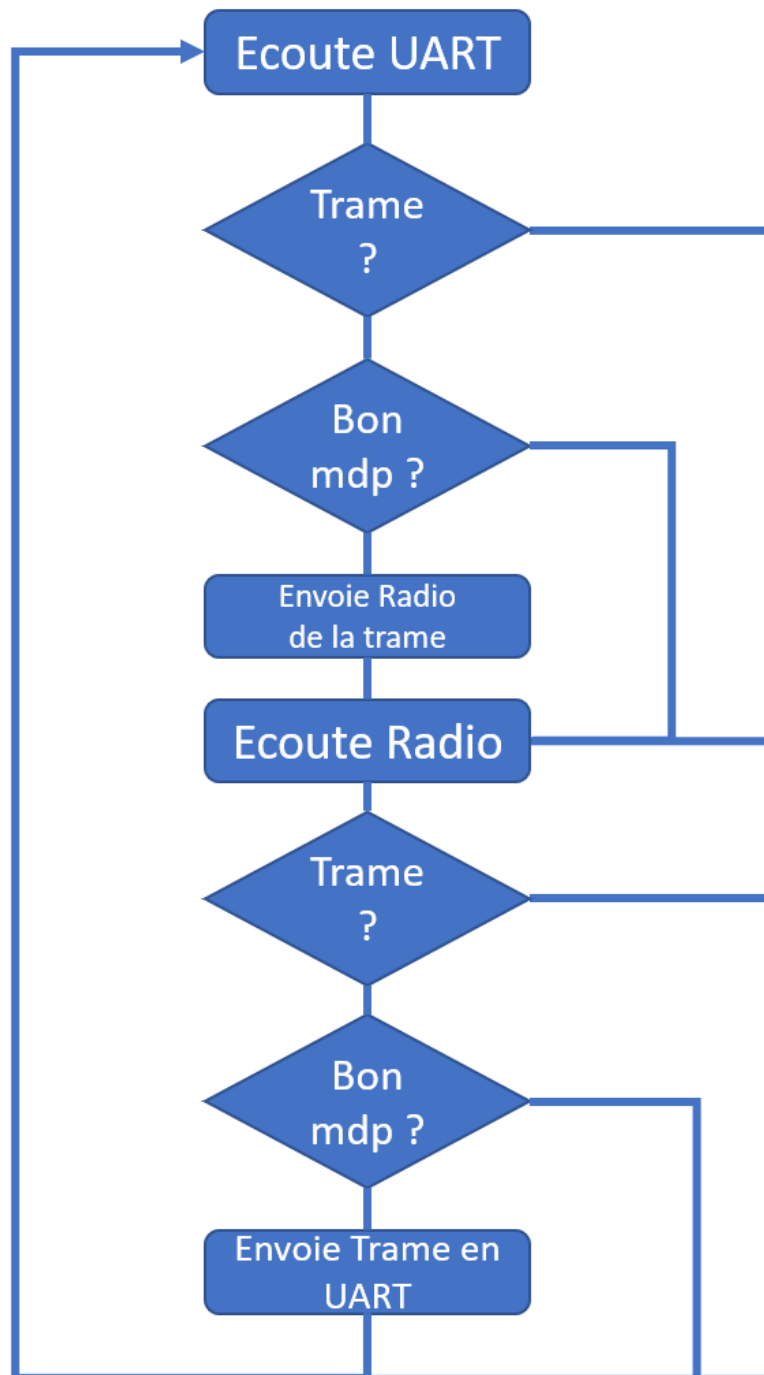 Ecoute UART
Trame
?
Bon
mdp ?
Envoie Radio
de la trame
Ecoute Radio
Trame
?
Bon
mdp ?
Envoie Trame en
UART